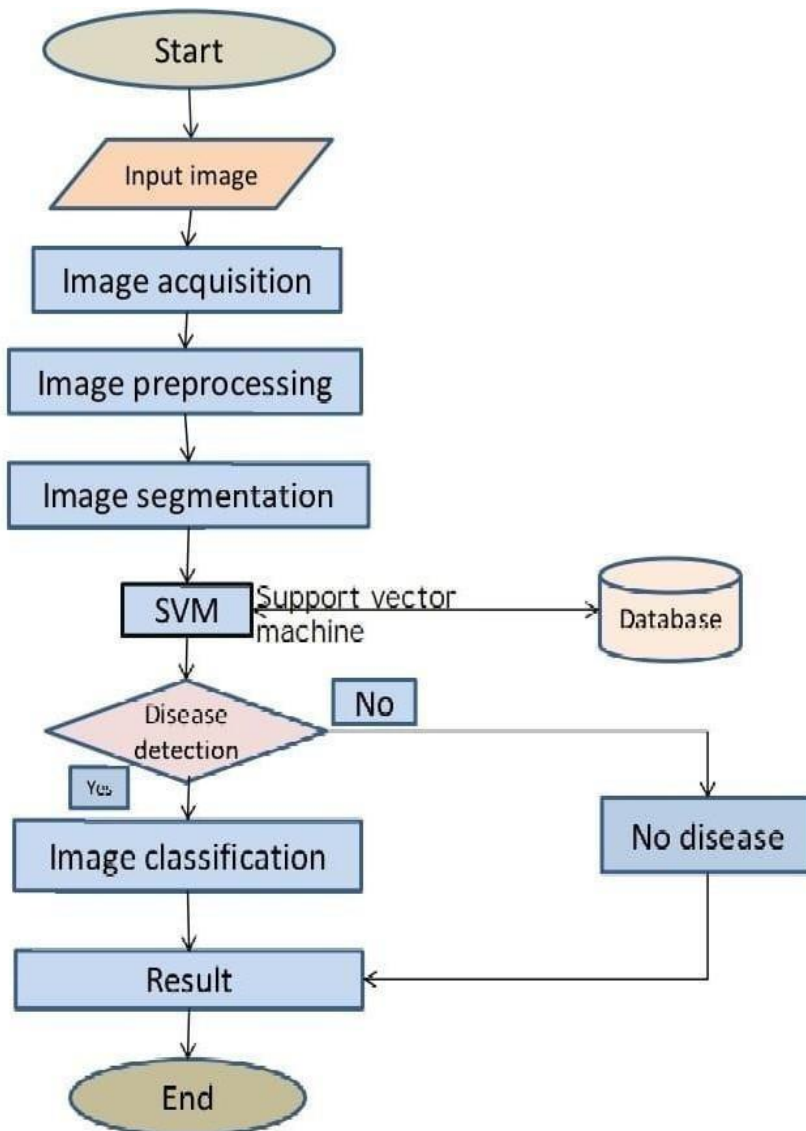 Start
Input image
Image acquisition
Image preprocessing
Image segmentation
SVM
Support vector
machine
Database
Disease
detection
No
Yes
Image classification
No disease
Result
End